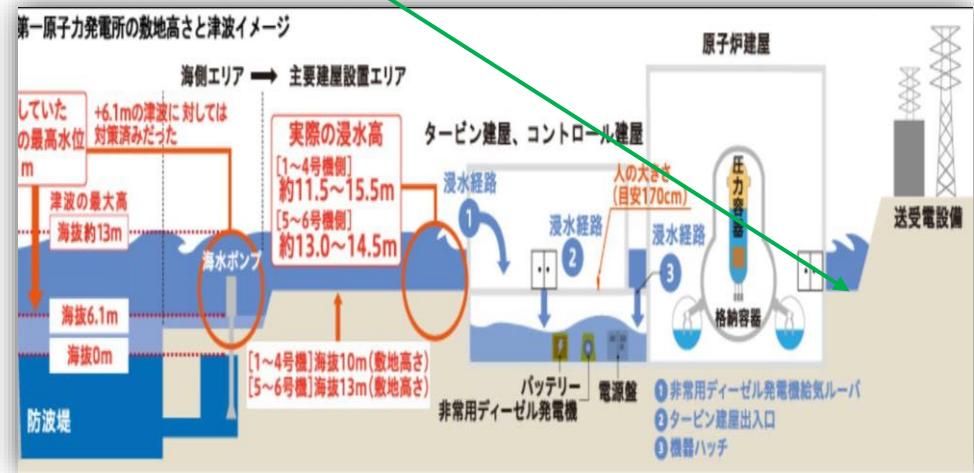 第一原子力発電所の敷地高さと津波イメージ
海側エリア → 主要建屋設置エリア
していた
の最高水位
m
+6.1mの津波に対しては
対策済みだった
実際の浸水高
[1～4号機側]
約11.5～15.5m
[5～6号機側]
約13.0～14.5m
津波の最大高
海抜約13m
海水ポンプ
海抜6.1m
海抜0m
防波堤
[1～4号機]海抜10m(敷地高さ)
[5～6号機]海抜13m(敷地高さ)
タービン建屋、コントロール建屋
浸水経路
1
浸水経路
2
人の大きさ
(目安170cm)
浸水経路
3
バッテリー
非常用ディーゼル発電機
電源盤
原子炉建屋
圧力容器
格納容器
送受電設備
1 非常用ディーゼル発電機給気ルーバ
2 タービン建屋出入口
3 機器ハッチ